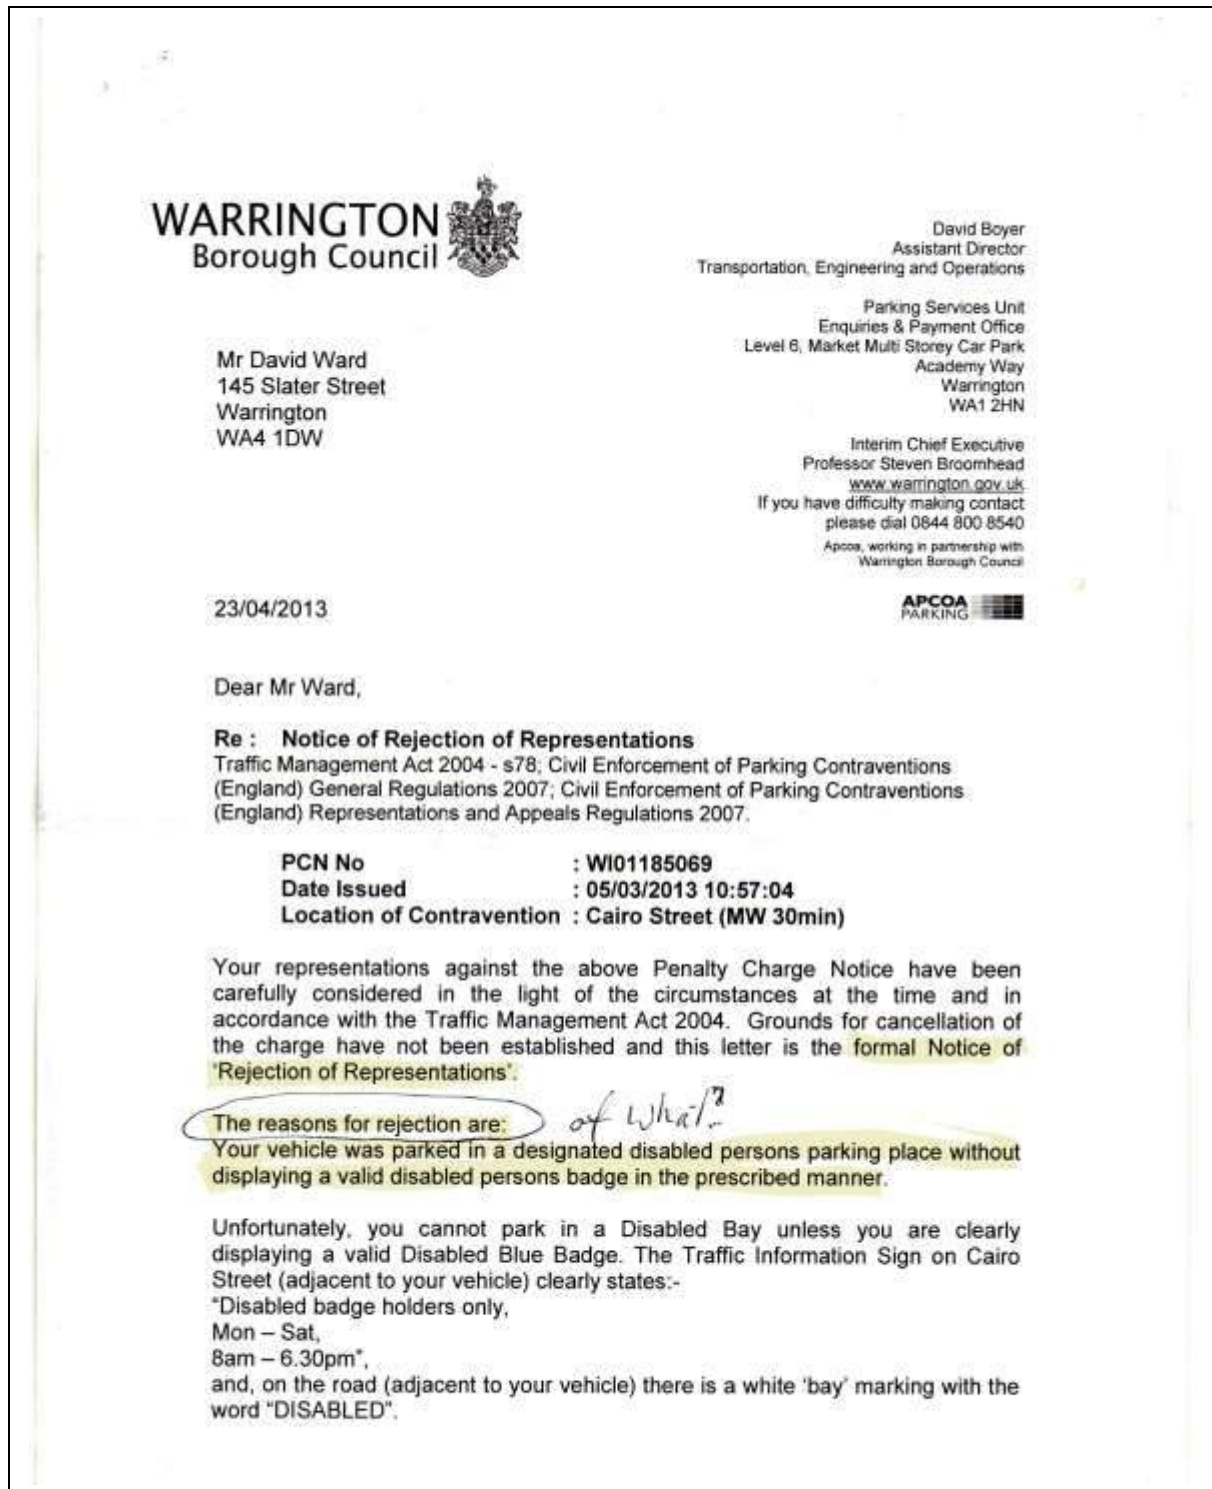 WARRINGTON
Borough Council
David Boyer
Assistant Director
Transportation, Engineering and Operations
Parking Services Unit
Enquiries & Payment Office
Level 6, Market Multi Storey Car Park
Academy Way
Warrington
WA1 2HN
Mr David Ward
145 Slater Street
Warrington
WA4 1DW
Interim Chief Executive
Professor Steven Broomhead
www.warrington.gov.uk
If you have difficulty making contact
please dial 0844 800 8540
Apcoa, working in partnership with
Warrington Borough Council
23/04/2013
APCOA
PARKING
Dear Mr Ward,
Re : Notice of Rejection of Representations
Traffic Management Act 2004 - s78; Civil Enforcement of Parking Contraventions
(England) General Regulations 2007; Civil Enforcement of Parking Contraventions
(England) Representations and Appeals Regulations 2007.
PCN No : WI01185069
Date Issued : 05/03/2013 10:57:04
Location of Contravention : Cairo Street (MW 30min)
Your representations against the above Penalty Charge Notice have been
carefully considered in the light of the circumstances at the time and in
accordance with the Traffic Management Act 2004. Grounds for cancellation of
the charge have not been established and this letter is the formal Notice of
'Rejection of Representations'.
The reasons for rejection are: of what?
Your vehicle was parked in a designated disabled persons parking place without
displaying a valid disabled persons badge in the prescribed manner.
Unfortunately, you cannot park in a Disabled Bay unless you are clearly
displaying a valid Disabled Blue Badge. The Traffic Information Sign on Cairo
Street (adjacent to your vehicle) clearly states:-
"Disabled badge holders only,
Mon – Sat,
8am – 6.30pm",
and, on the road (adjacent to your vehicle) there is a white 'bay' marking with the
word "DISABLED".